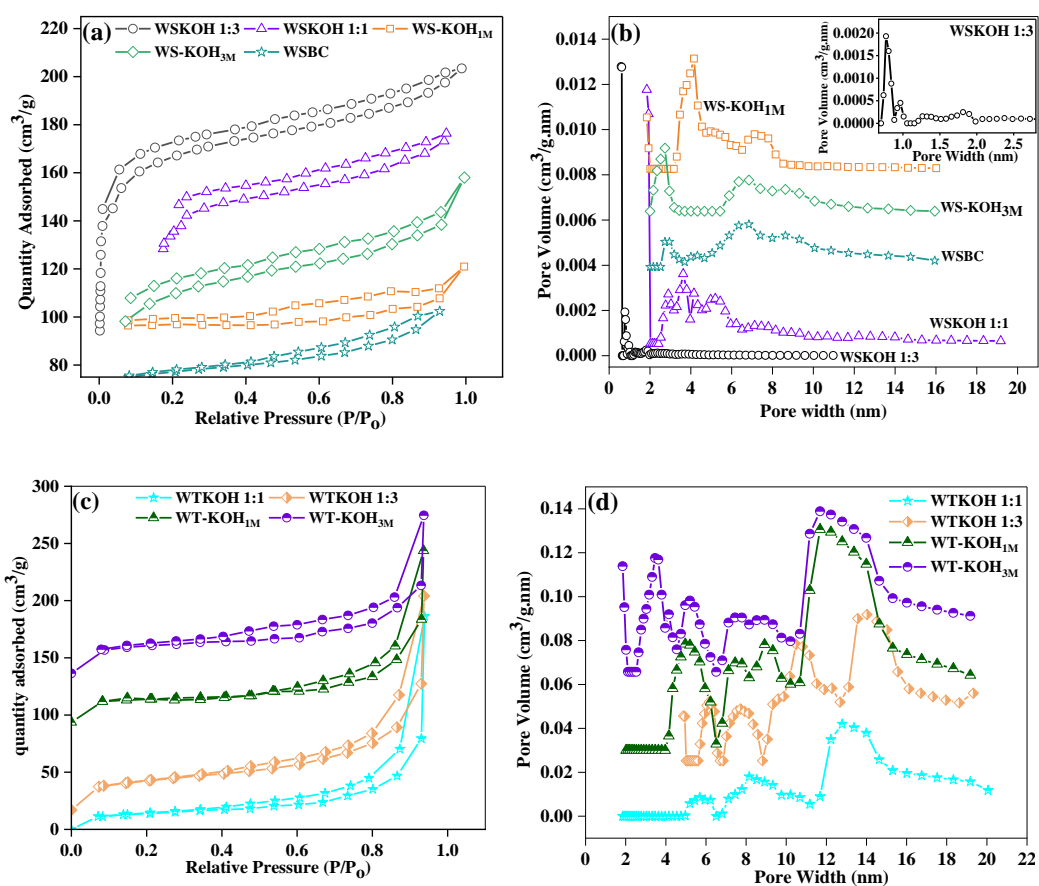 (a)
WSKOH 1:3 WSKOH 1:1 WS-KOH1M
WS-KOH3M WSBC
220
200
180
160
140
120
100
80
Quantity Adsorbed (cm3/g)
0.0 0.2 0.4 0.6 0.8 1.0
Relative Pressure (P/Po)
(b)
0.014
0.012
0.010
0.008
0.006
0.004
0.002
0.000
Pore Volume (cm3/g.nm)
WS-KOH1M
WS-KOH3M
WSBC
WSKOH 1:1
WSKOH 1:3
0 2 4 6 8 10 12 14 16 18 20
Pore width (nm)
WSKOH 1:3
0.0020
0.0015
0.0010
0.0005
0.0000
Pore Volume (cm3/g.nm)
1.0 1.5 2.0 2.5
Pore Width (nm)
(c)
WTKOH 1:1 WTKOH 1:3
WT-KOH1M WT-KOH3M
300
250
200
150
100
50
0
quantity adsorbed (cm3/g)
0.0 0.2 0.4 0.6 0.8 1.0
Relative Pressure (P/Po)
(d)
WTKOH 1:1
WTKOH 1:3
WT-KOH1M
WT-KOH3M
0.14
0.12
0.10
0.08
0.06
0.04
0.02
0.00
Pore Volume (cm3/g.nm)
0 2 4 6 8 10 12 14 16 18 20 22
Pore Width (nm)